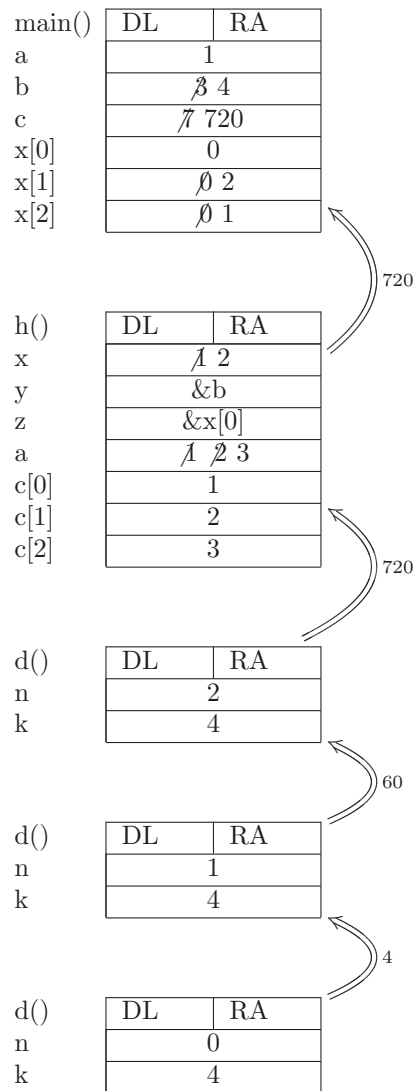 main() DL RA
a 1
b 3 4
c 7 720
x[0] 0
x[1] 0 2
x[2] 0 1
720
h() DL RA
x 1 2
y &b
z &x[0]
a 1 2 3
c[0] 1
c[1] 2
c[2] 3
720
d() DL RA
n 2
k 4
60
d() DL RA
n 1
k 4
4
d() DL RA
n 0
k 4